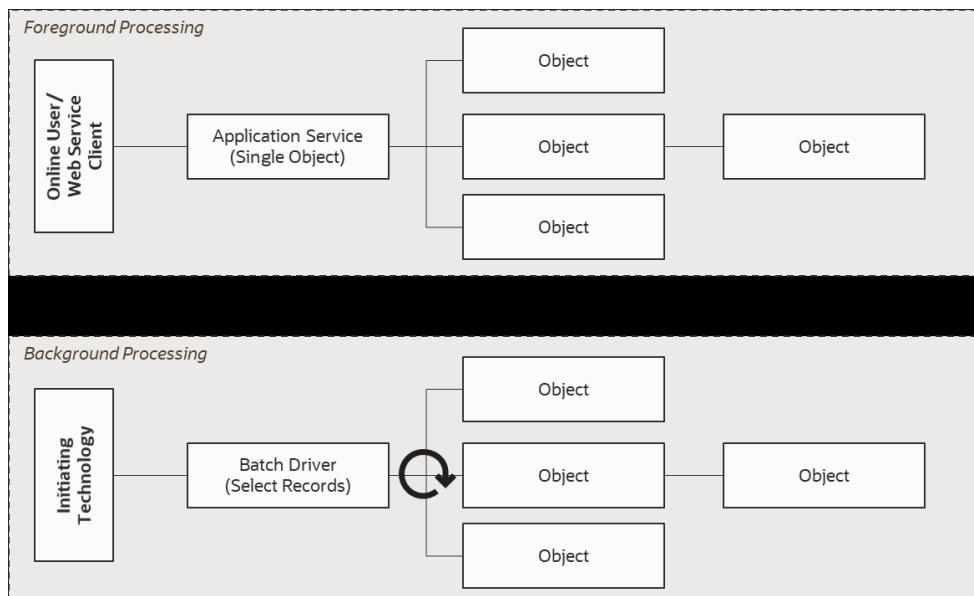 Foreground Processing
Online User/
Web Service
Client
Application Service
(Single Object)
Object
Object
Object
Object
Background Processing
Initiating
Technology
Batch Driver
(Select Records)
Object
Object
Object
Object